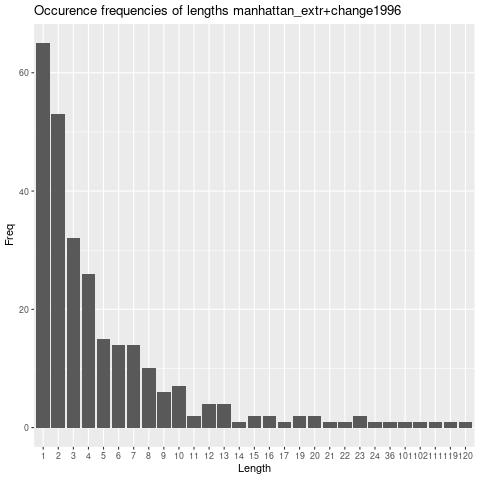 Occurence frequencies of lengths manhattan_extr+change1996
60
40
20
0
Freq
1 2 3 4 5 6 7 8 9 10 11 12 13 14 15 16 17 19 20 21 22 23 24 36 101 102 111 119 120
Length